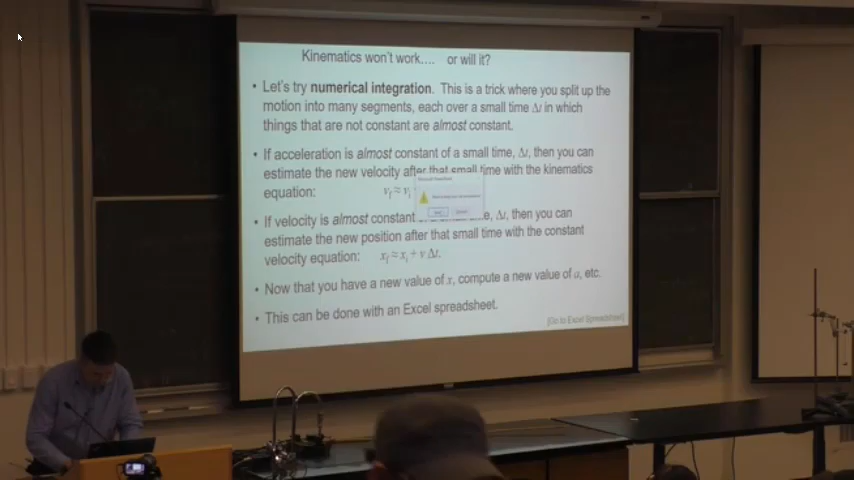 Kinematics won't work.... or will it?
• Let's try numerical integration. This is a trick where you split up the
motion into many segments, each over a small time Δt in which
things that are not constant are almost constant.
• If acceleration is almost constant of a small time, Δt, then you can
estimate the new velocity after that small time with the kinematics
equation: vf ≈ vi
• If velocity is almost constant e, Δt, then you can
estimate the new position after that small time with the constant
velocity equation: xf ≈ xi + v Δt.
• Now that you have a new value of x, compute a new value of a, etc.
• This can be done with an Excel spreadsheet.
[Go to Excel Spreadsheet]